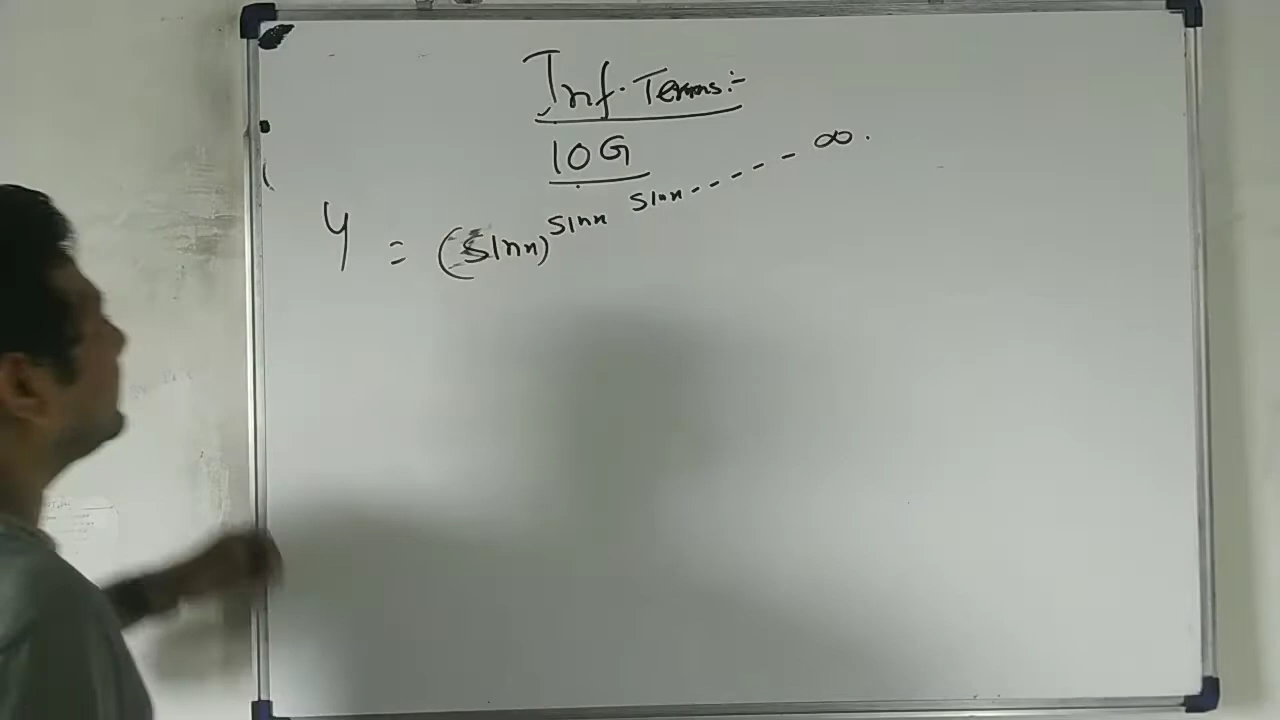 Inf. Terms:-
10G
y = (sinx)^sinx^sinx.......∞.